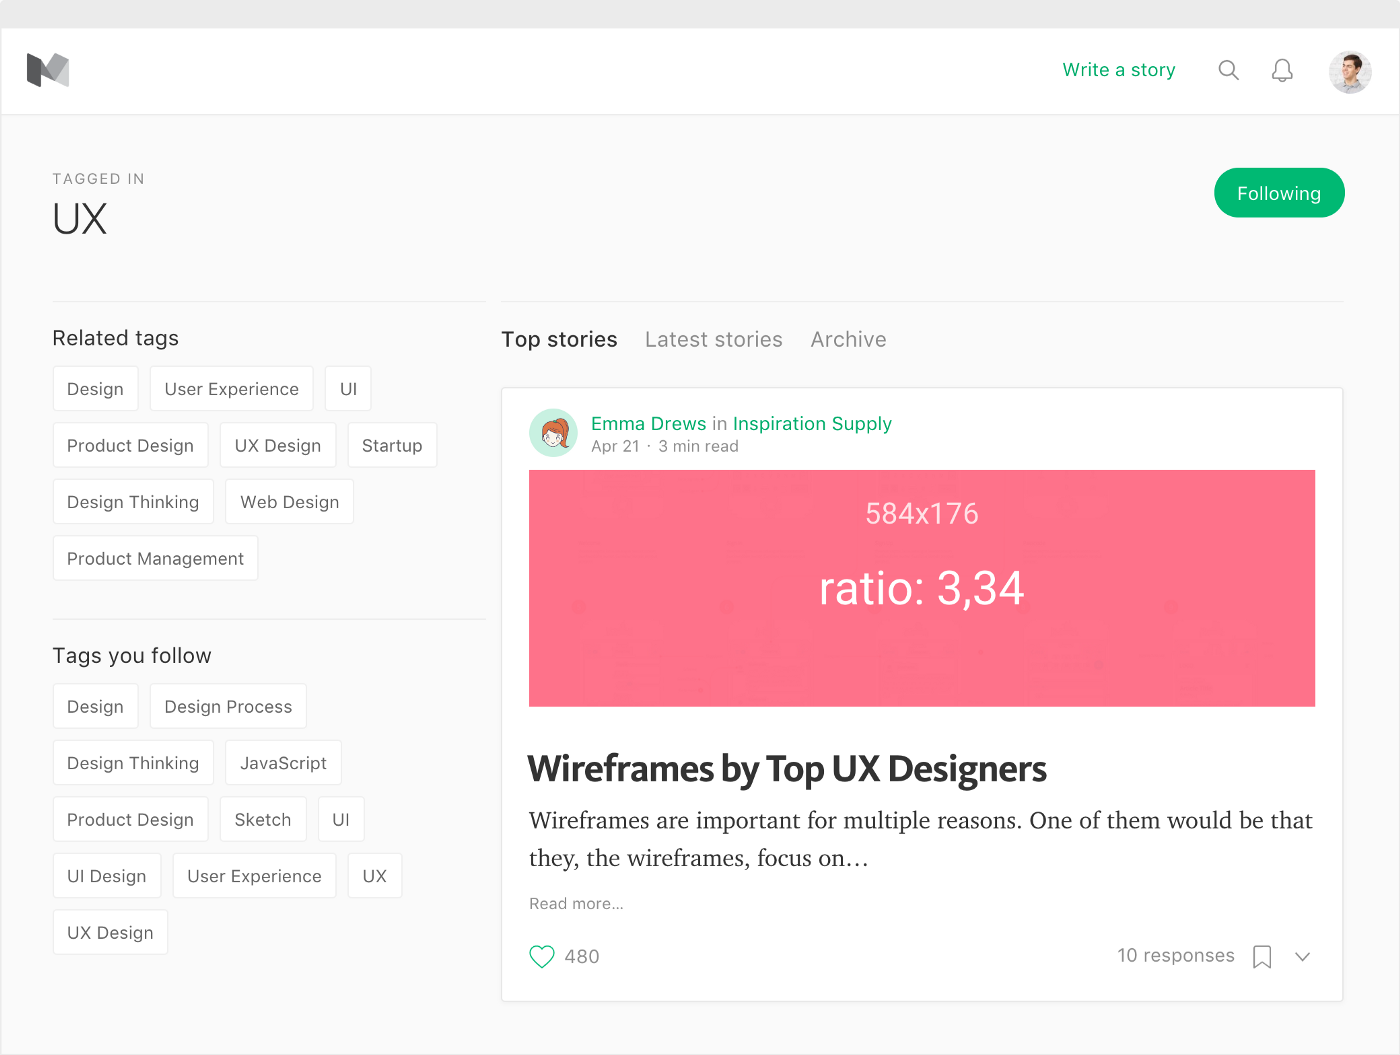 Write a story
TAGGED IN
UX
Following
Related tags
Design
User Experience
UI
Product Design
UX Design
Startup
Design Thinking
Web Design
Product Management
Tags you follow
Design
Design Process
Design Thinking
JavaScript
Product Design
Sketch
UI
UI Design
User Experience
UX
UX Design
Top stories
Latest stories
Archive
Emma Drews in Inspiration Supply
Apr 21 · 3 min read
584x176
ratio: 3,34
Wireframes by Top UX Designers
Wireframes are important for multiple reasons. One of them would be that
they, the wireframes, focus on…
Read more…
480
10 responses